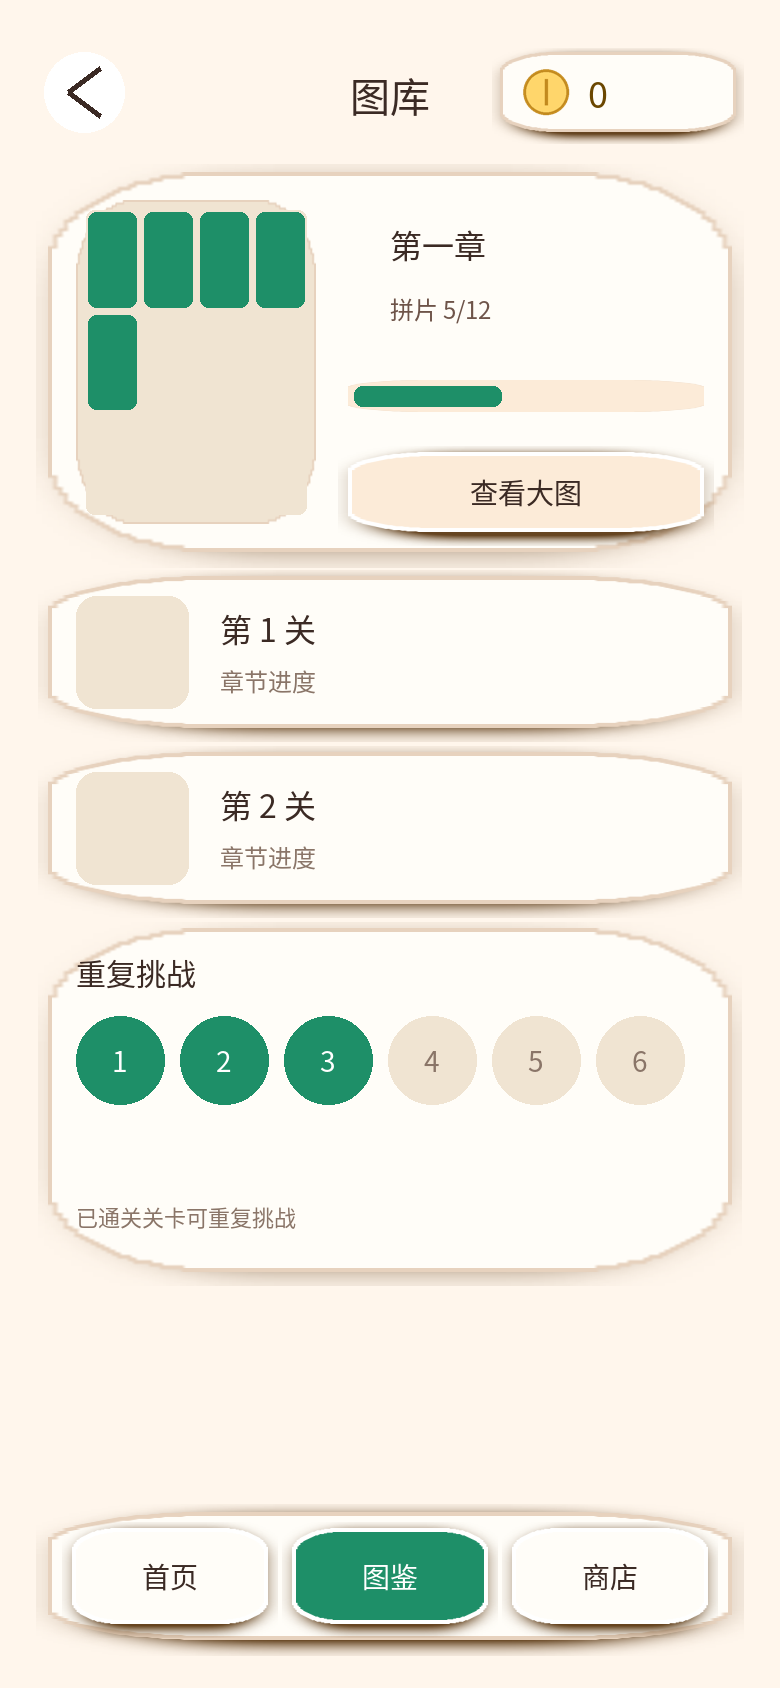 图库
0
第一章
拼片 5/12
查看大图
第 1 关
章节进度
第 2 关
章节进度
重复挑战
1 2 3 4 5 6
已通关关卡可重复挑战
首页 图鉴 商店